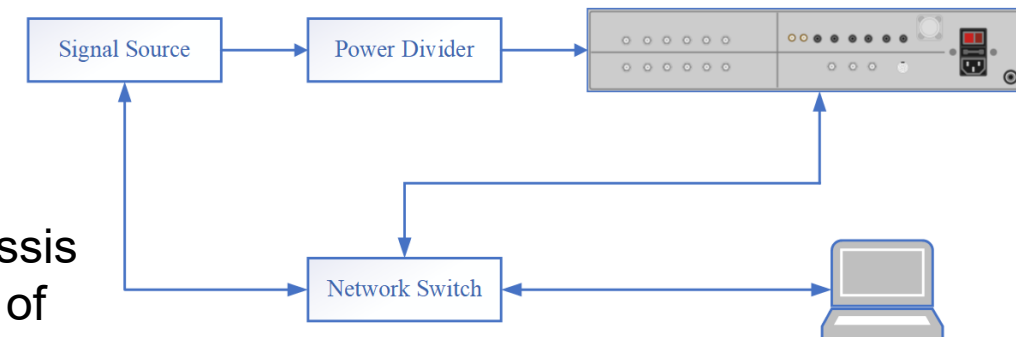 Signal Source
Power Divider
ssis
of
Network Switch